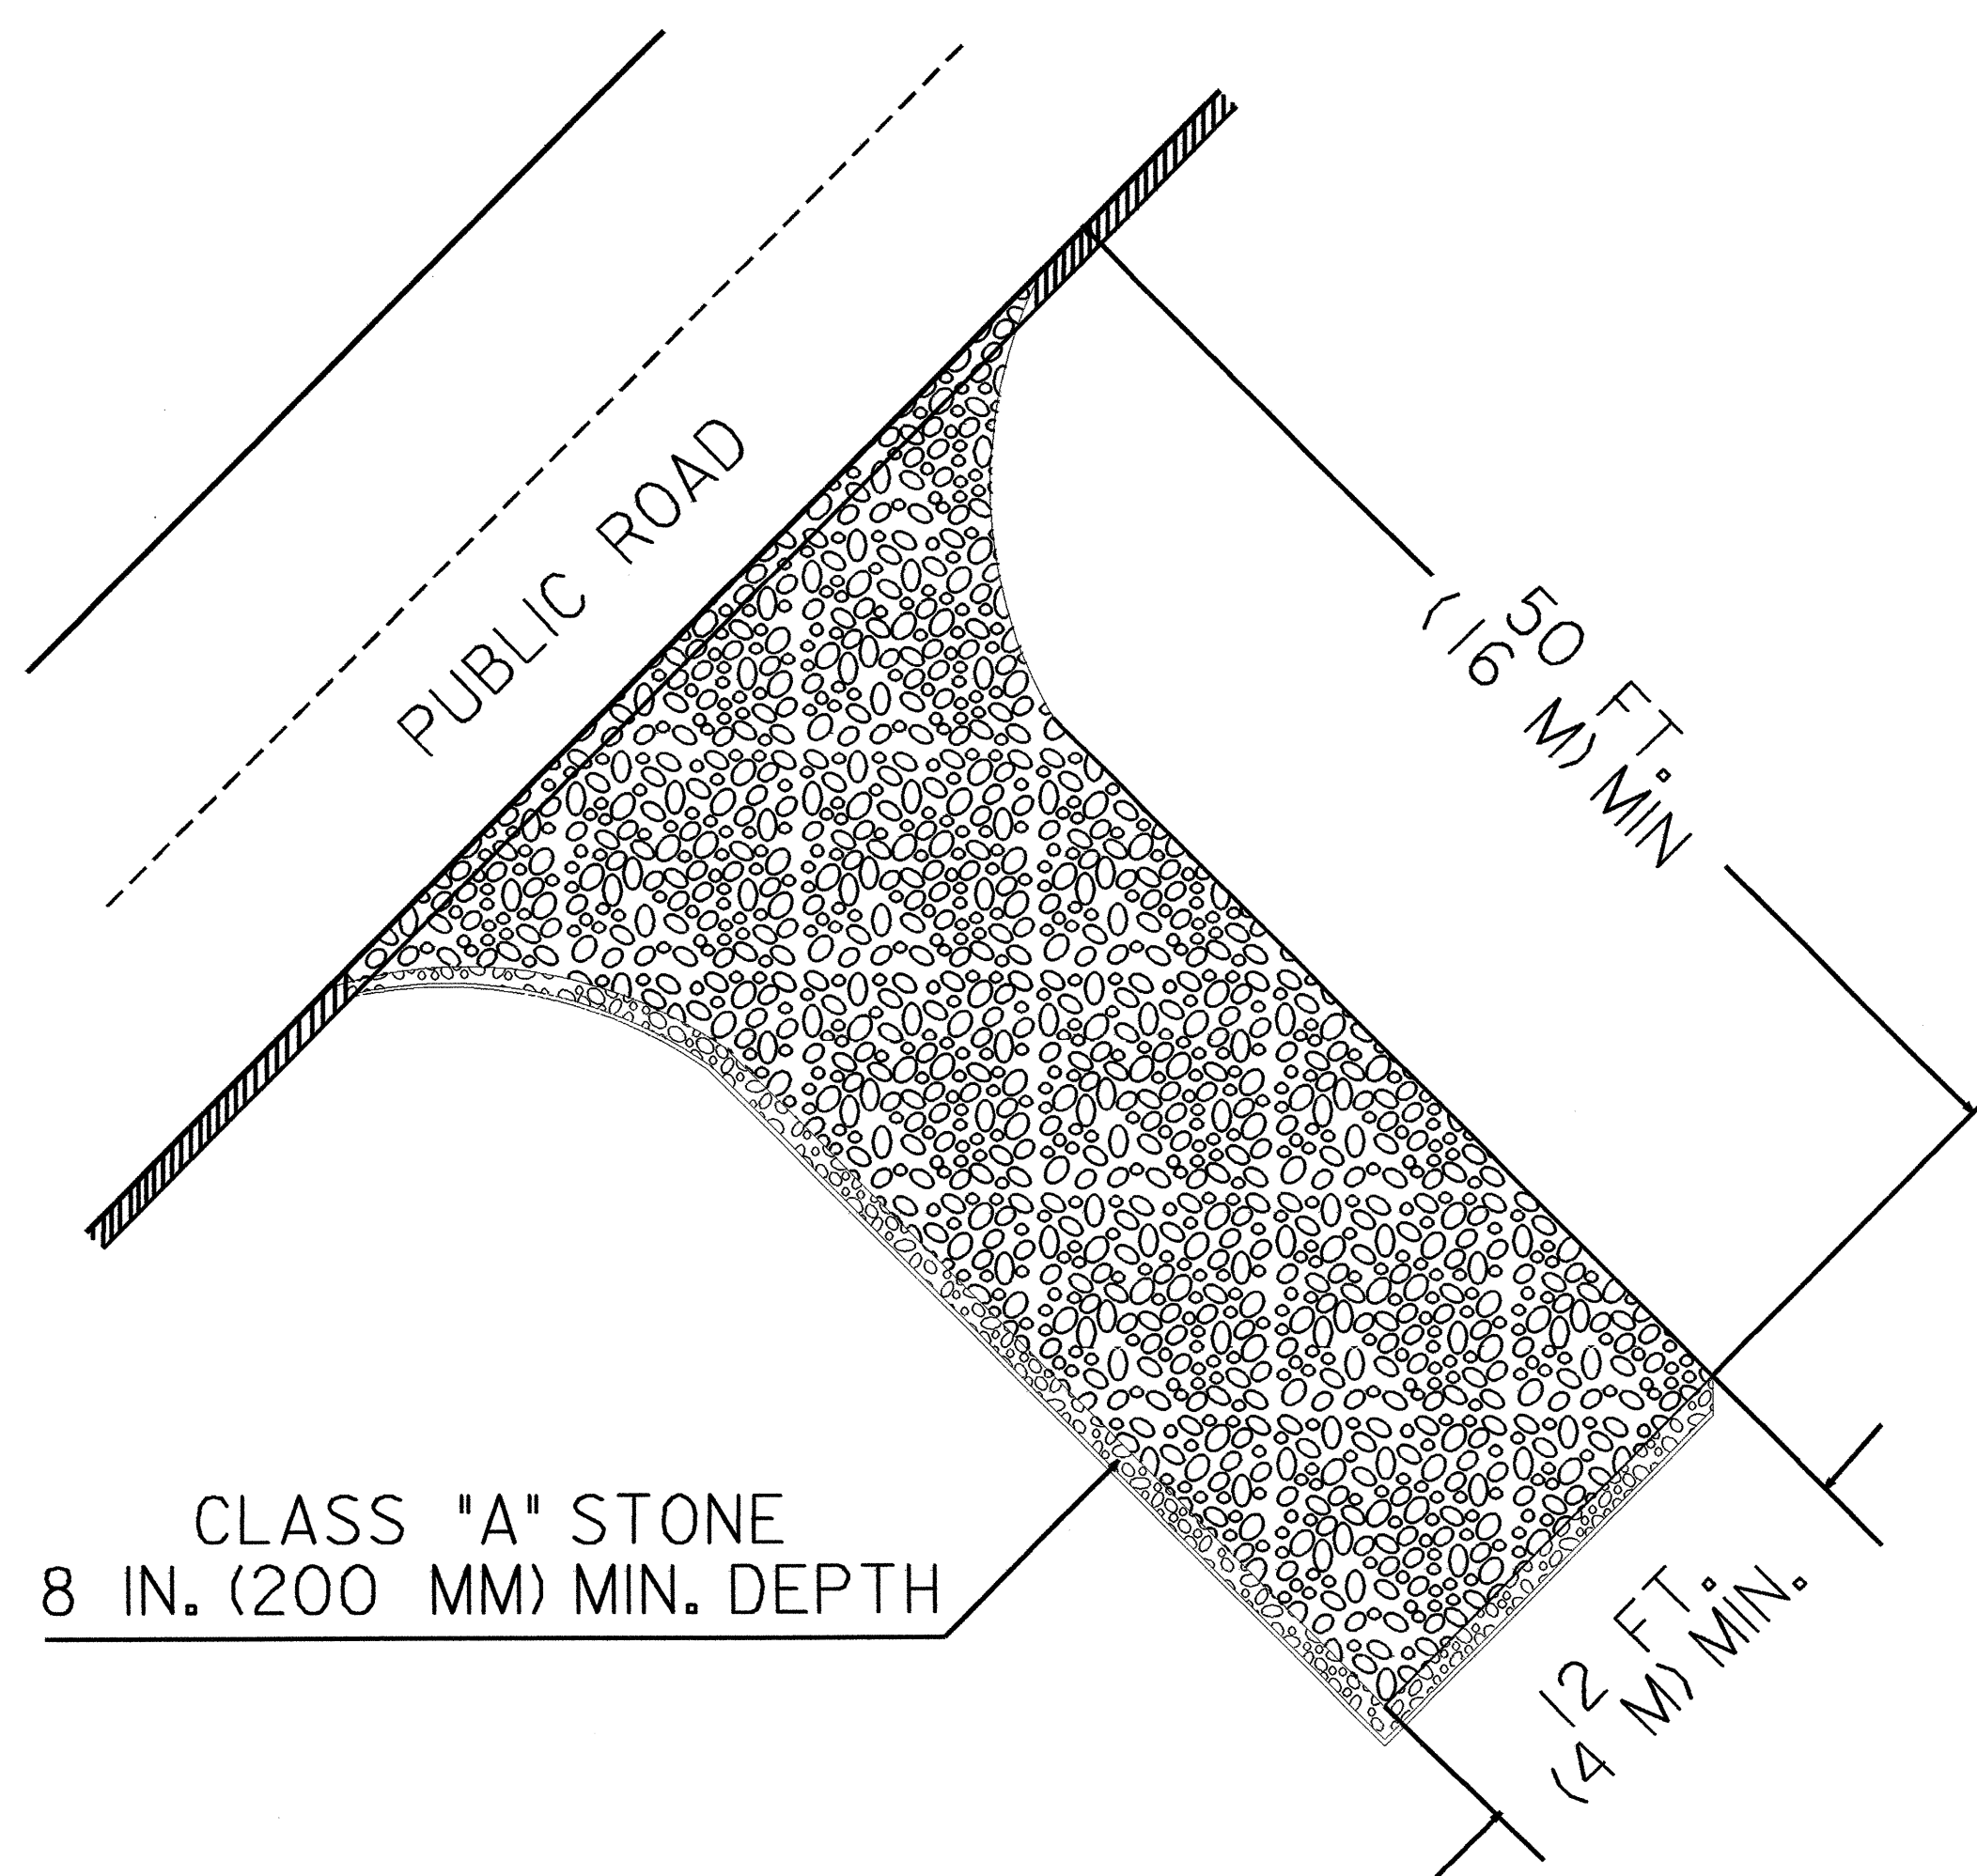 PUBLIC ROAD
50 FT.
(16 M) MIN
CLASS "A" STONE
8 IN. (200 MM) MIN. DEPTH
12 FT.
(4 M) MIN.